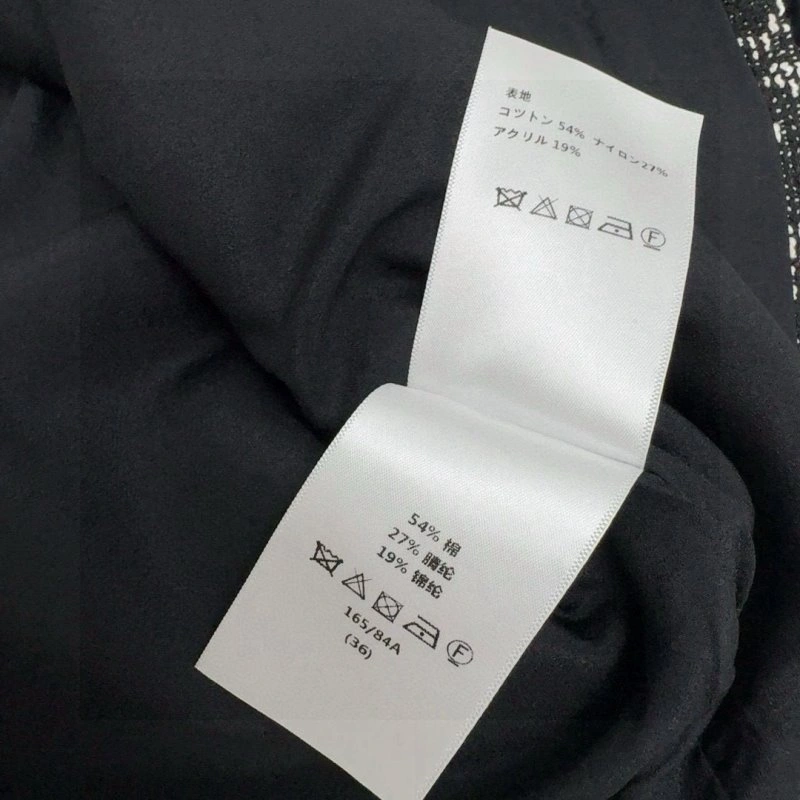 表地
コットン 54% ナイロン27%
アクリル 19%
F
54% 棉
27% 腈纶
19% 锦纶
F
165/84A
(36)